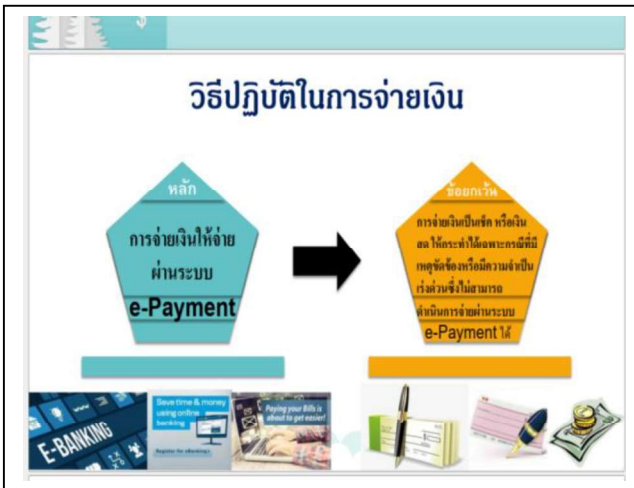 วิธีปฏิบัติในการจ่ายเงิน
หลัก
การจ่ายเงินให้จ่าย
ผ่านระบบ
e-Payment
ข้อยกเว้น
การจ่ายเงินเป็นเช็ค หรือเงิน
สด ให้กระทำได้เฉพาะกรณีที่มี
เหตุขัดข้องหรือมีความจำเป็น
เร่งด่วนซึ่งไม่สามารถ
ดำเนินการจ่ายผ่านระบบ
e-Payment ได้
E-BANKING
Save time & money
using online
banking
Register for eBanking
Paying your Bills is
about to get easier!